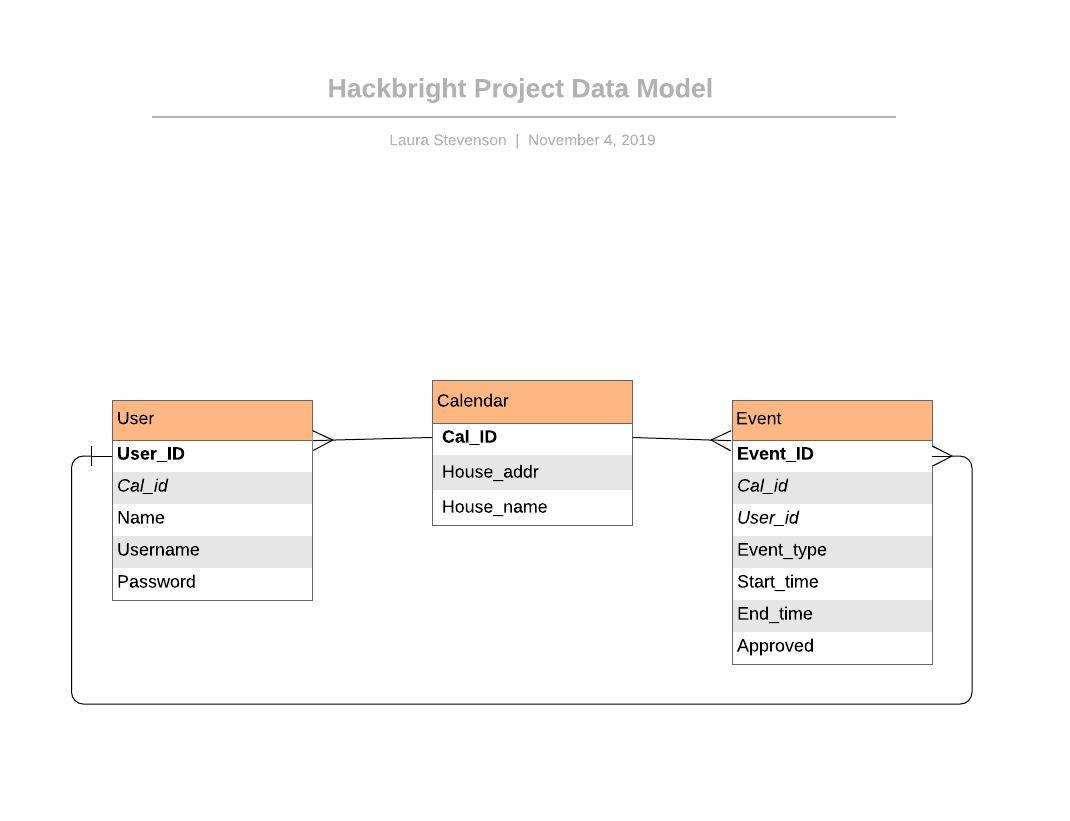 Hackbright Project Data Model
Laura Stevenson | November 4, 2019
User
User_ID
Cal_id
Name
Username
Password
Calendar
Cal_ID
House_addr
House_name
Event
Event_ID
Cal_id
User_id
Event_type
Start_time
End_time
Approved